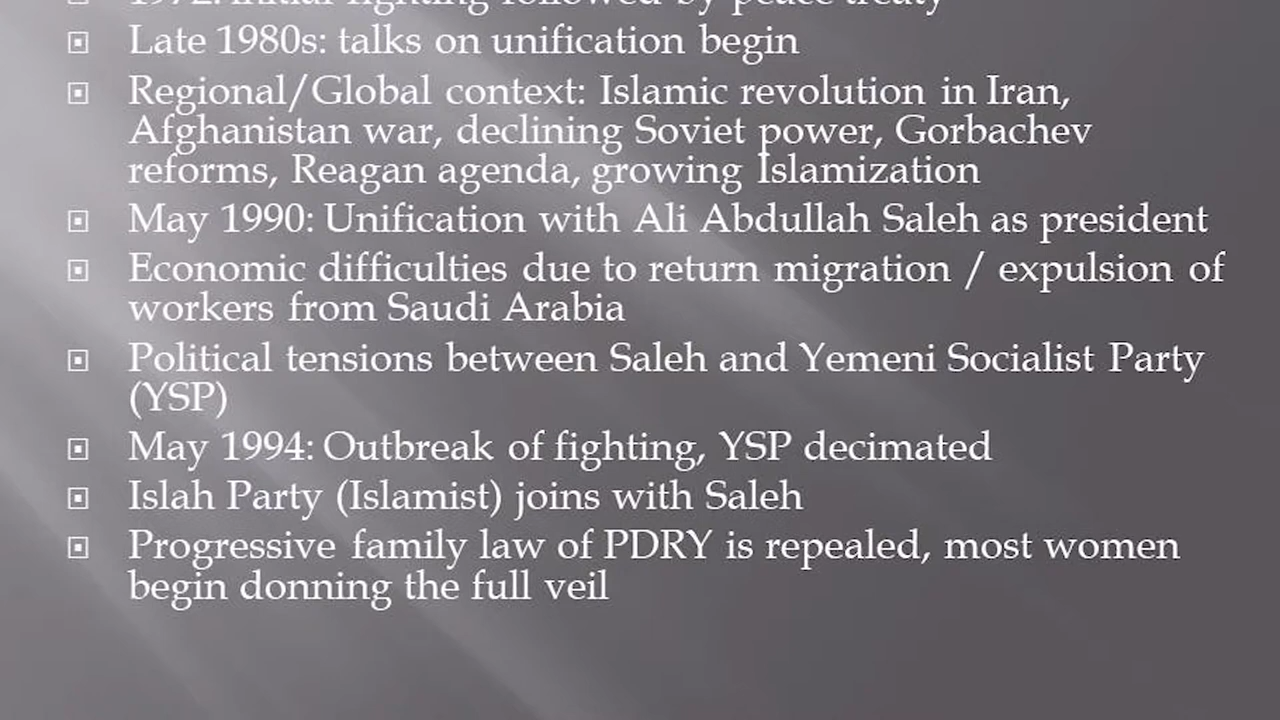 1972: Initial fighting followed by peace treaty
Late 1980s: talks on unification begin
Regional/Global context: Islamic revolution in Iran,
Afghanistan war, declining Soviet power, Gorbachev
reforms, Reagan agenda, growing Islamization
May 1990: Unification with Ali Abdullah Saleh as president
Economic difficulties due to return migration / expulsion of
workers from Saudi Arabia
Political tensions between Saleh and Yemeni Socialist Party
(YSP)
May 1994: Outbreak of fighting, YSP decimated
Islah Party (Islamist) joins with Saleh
Progressive family law of PDRY is repealed, most women
begin donning the full veil